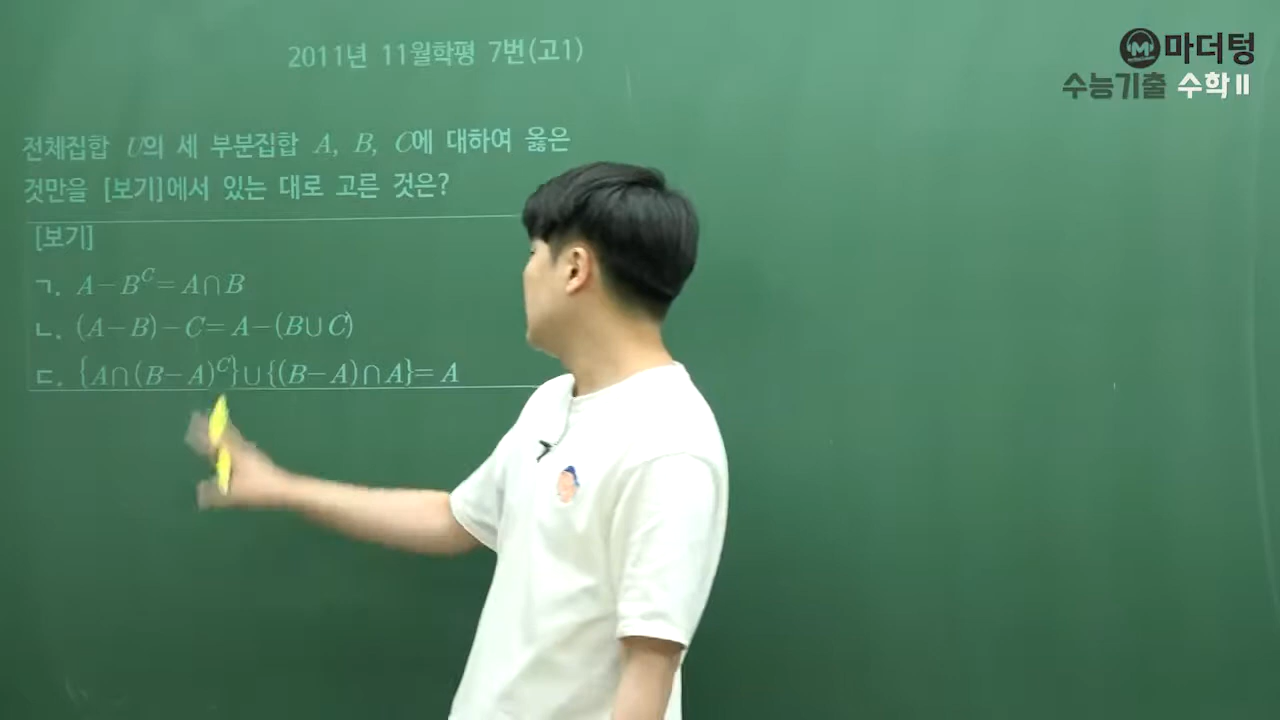 2011년 11월학평 7번(고1)
마더텅
수능기출 수학Ⅱ
전체집합 U의 세 부분집합 A, B, C에 대하여 옳은
것만을 [보기]에서 있는 대로 고른 것은?
[보기]
ㄱ. A－B^C＝A∩B
ㄴ. (A－B)－C＝A－(B∪C)
ㄷ. {A∩(B－A)^C}∪{(B－A)∩A}＝A